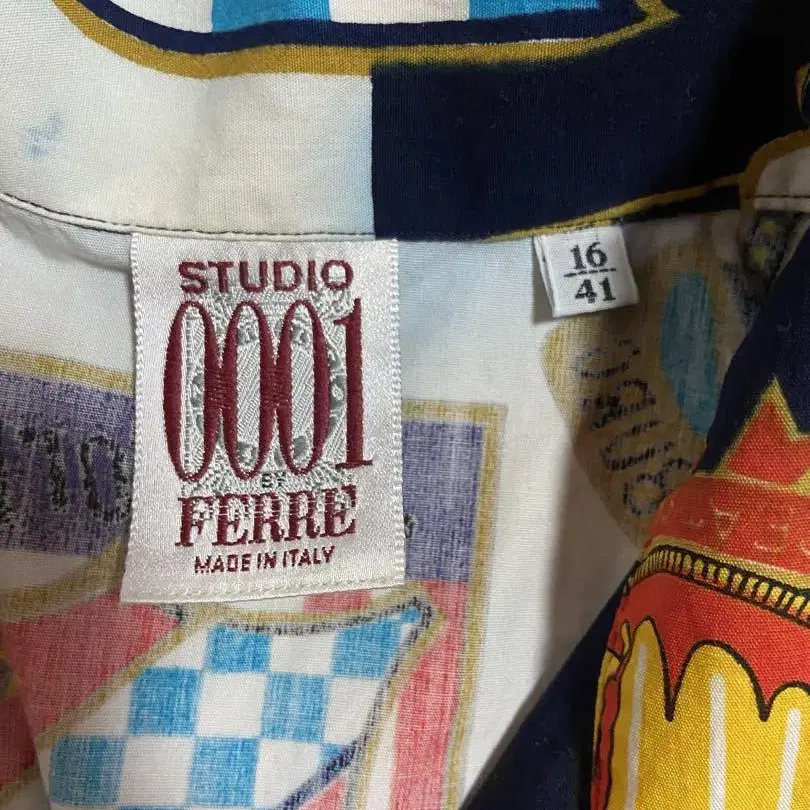 STUDIO
0001
BY
FERRE
MADE IN ITALY
16
41